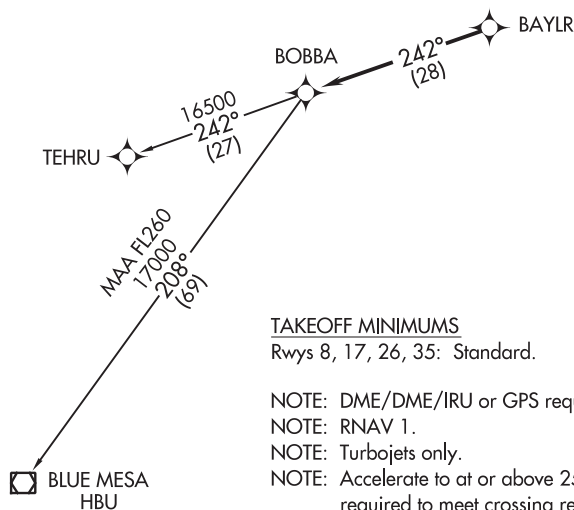 BAYLR
BOBBA
242°
(28)
16500
242°
(27)
TEHRU
MAA FL260
17000
208°
(69)
TAKEOFF MINIMUMS
Rwys 8, 17, 26, 35: Standard.
NOTE: DME/DME/IRU or GPS
NOTE: RNAV 1.
NOTE: Turbojets only.
NOTE: Accelerate to at or above
required to meet crossing
BLUE MESA
HBU